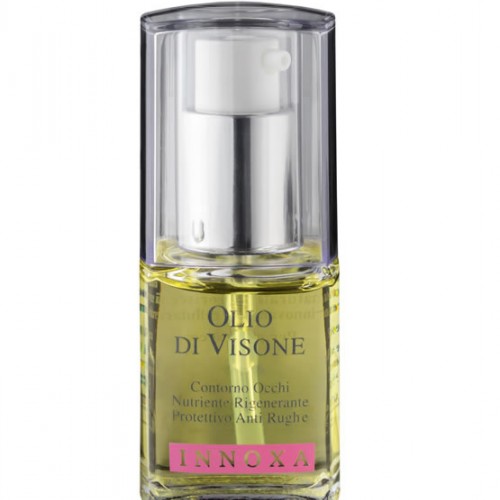 OLIO
DI VISONE
Contorno Occhi
Nutriente Rigenerante
Protettivo Anti Rughe
INNOXA